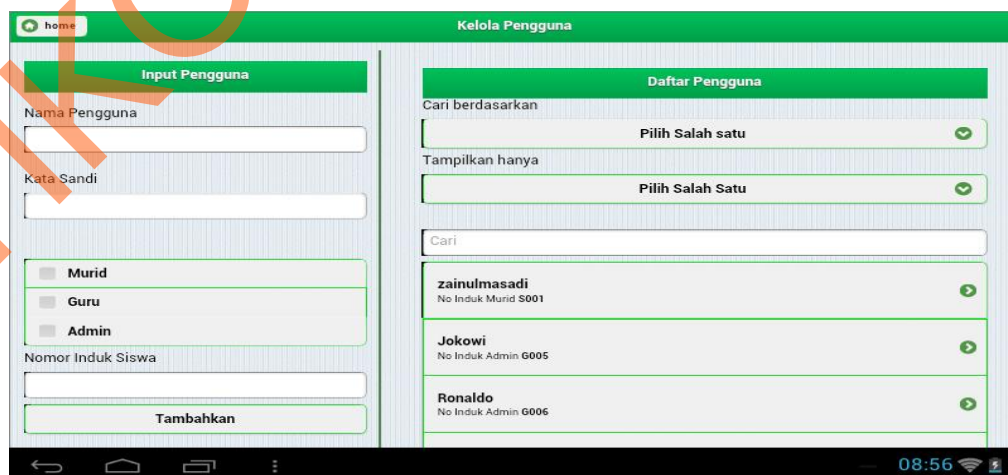 home
Kelola Pengguna
Input Pengguna
Nama Pengguna
Kata Sandi
Murid
Guru
Admin
Nomor Induk Siswa
Tambahkan
Daftar Pengguna
Cari berdasarkan
Pilih Salah satu
Tampilkan hanya
Pilih Salah Satu
Cari
zainulmasadi
No Induk Murid S001
Jokowi
No Induk Admin G005
Ronaldo
No Induk Admin G006
08:56